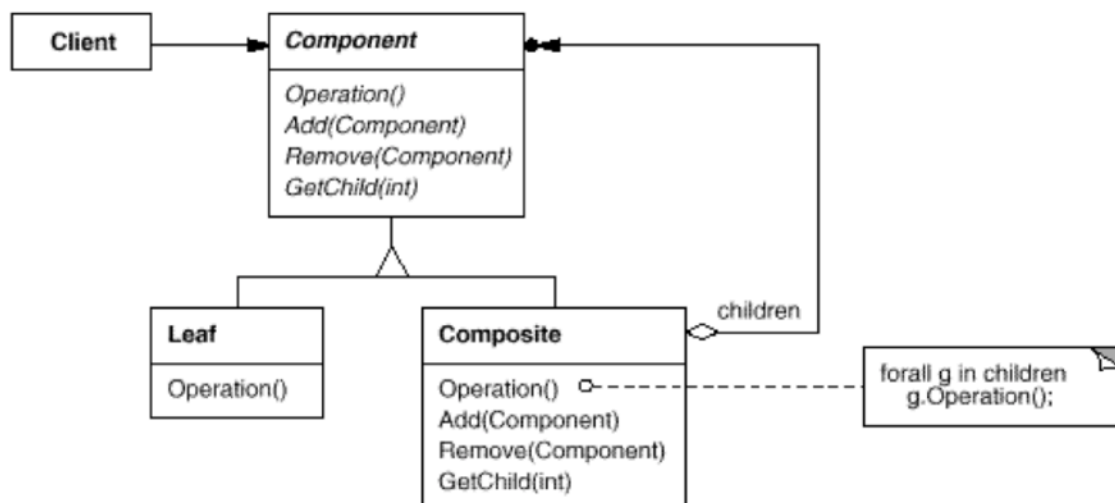 Client
Component
Operation()
Add(Component)
Remove(Component)
GetChild(int)
children
Leaf
Operation()
Composite
Operation()
Add(Component)
Remove(Component)
GetChild(int)
forall g in children
g.Operation();